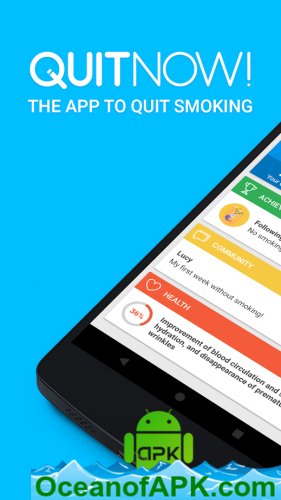 QUITNOW!
THE APP TO QUIT SMOKING
Your
ACHIE
Following
No smokin
COMMUNITY
Lucy
My first week without smoking!
HEALTH
36%
Improvement of blood circulation and s
hydration, and disappearance of premat
wrinkles
apk
OceanofAPK.com